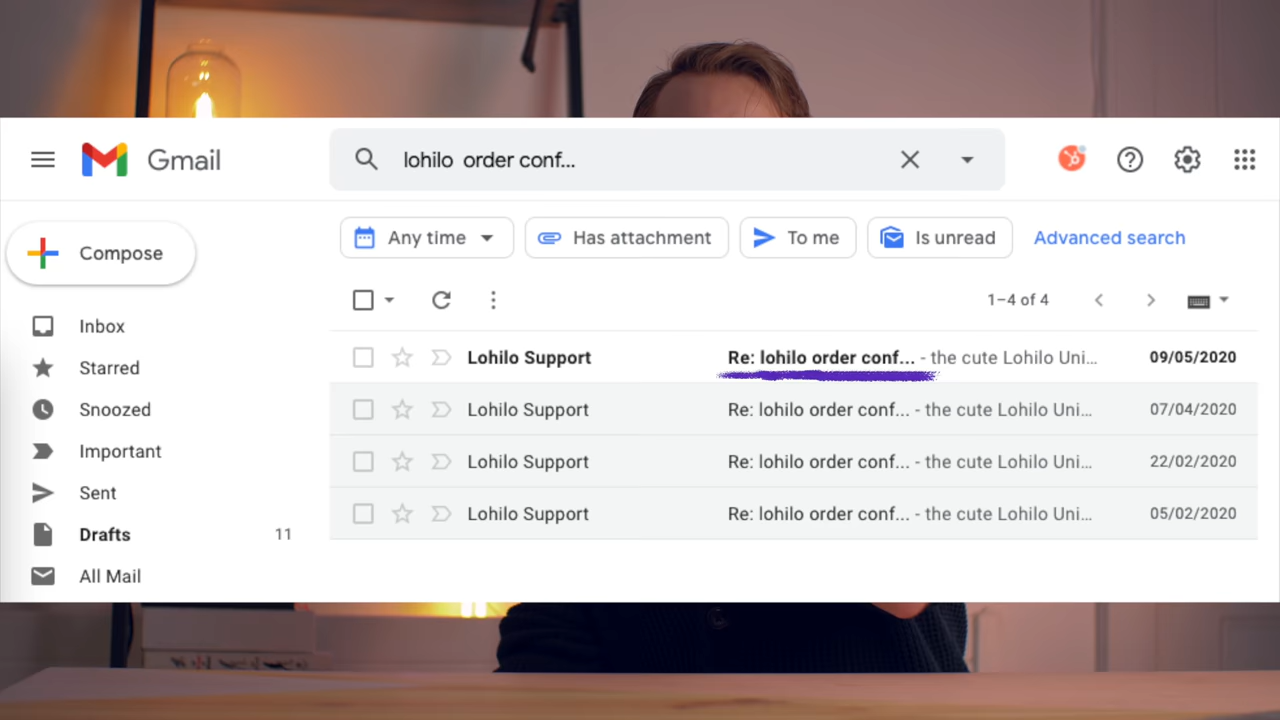 Gmail
lohilo  order conf...
Compose
Any time
Has attachment
To me
Is unread
Advanced search
1–4 of 4
Inbox
Starred
Snoozed
Important
Sent
Drafts 11
All Mail
Lohilo Support Re: lohilo order conf... - the cute Lohilo Uni... 09/05/2020
Lohilo Support Re: lohilo order conf... - the cute Lohilo Uni... 07/04/2020
Lohilo Support Re: lohilo order conf... - the cute Lohilo Uni... 22/02/2020
Lohilo Support Re: lohilo order conf... - the cute Lohilo Uni... 05/02/2020